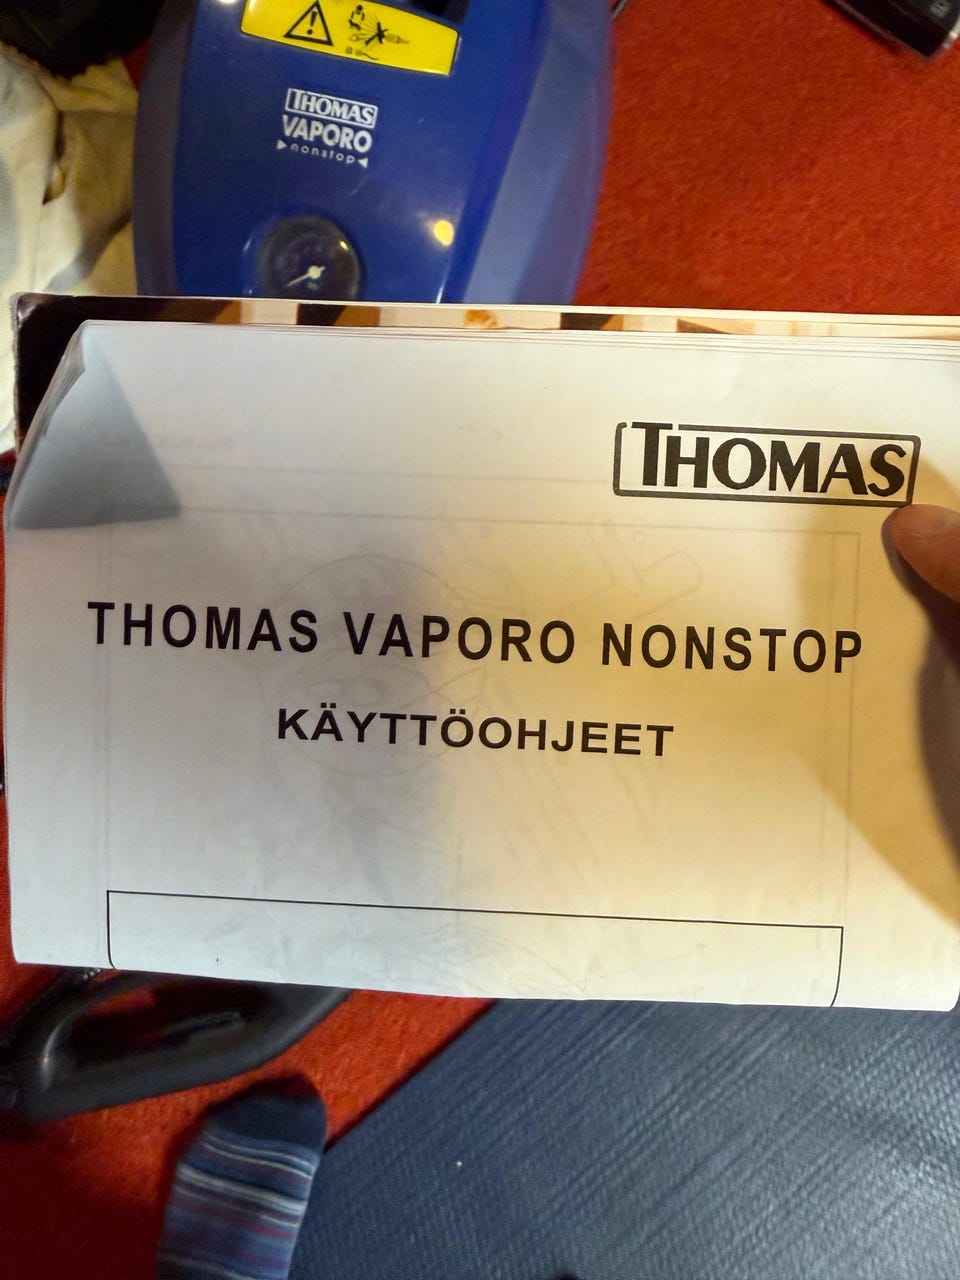 THOMAS
VAPORO
nonstop
THOMAS
THOMAS VAPORO NONSTOP
KÄYTTÖOHJEET